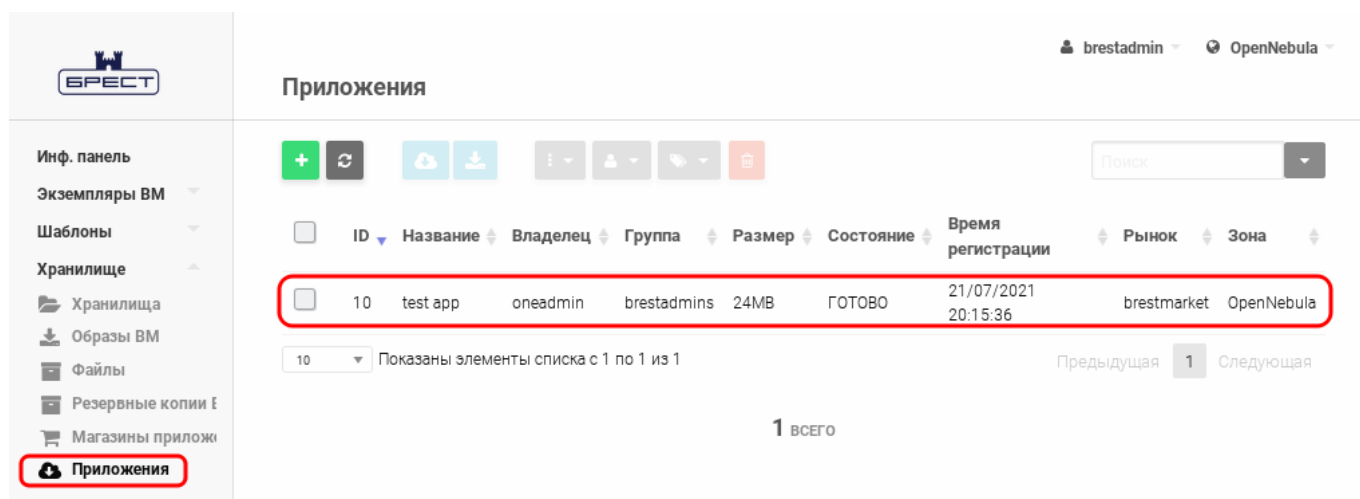 БРЕСТ
brestadmin
OpenNebula
Приложения
Инф. панель
Экземпляры ВМ
Шаблоны
Хранилище
Хранилища
Образы ВМ
Файлы
Резервные копии В
Магазины прилож
Приложения
Поиск
ID Название Владелец Группа Размер Состояние Время регистрации Рынок Зона
10 test app oneadmin brestadmins 24MB ГОТОВО 21/07/2021 20:15:36 brestmarket OpenNebula
10 Показаны элементы списка с 1 по 1 из 1
Предыдущая 1 Следующая
1 ВСЕГО